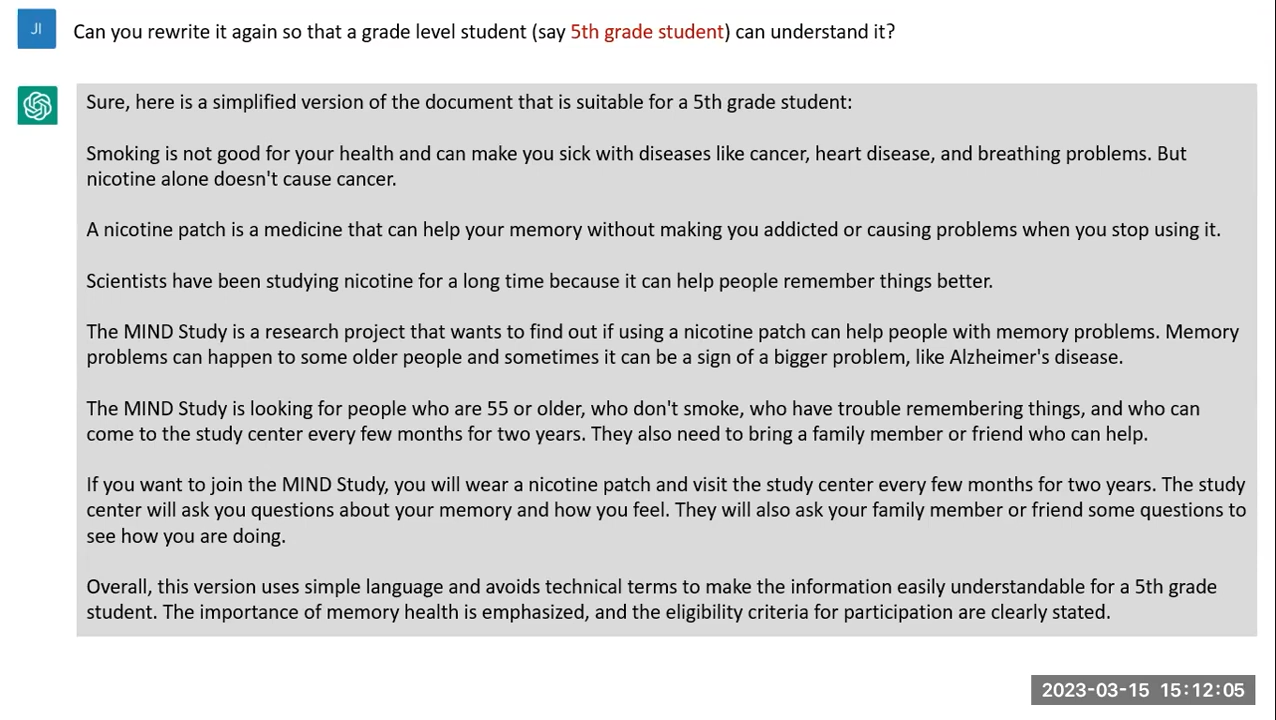 JI
Can you rewrite it again so that a grade level student (say 5th grade student) can understand it?
Sure, here is a simplified version of the document that is suitable for a 5th grade student:
Smoking is not good for your health and can make you sick with diseases like cancer, heart disease, and breathing problems. But
nicotine alone doesn't cause cancer.
A nicotine patch is a medicine that can help your memory without making you addicted or causing problems when you stop using it.
Scientists have been studying nicotine for a long time because it can help people remember things better.
The MIND Study is a research project that wants to find out if using a nicotine patch can help people with memory problems. Memory
problems can happen to some older people and sometimes it can be a sign of a bigger problem, like Alzheimer's disease.
The MIND Study is looking for people who are 55 or older, who don't smoke, who have trouble remembering things, and who can
come to the study center every few months for two years. They also need to bring a family member or friend who can help.
If you want to join the MIND Study, you will wear a nicotine patch and visit the study center every few months for two years. The study
center will ask you questions about your memory and how you feel. They will also ask your family member or friend some questions to
see how you are doing.
Overall, this version uses simple language and avoids technical terms to make the information easily understandable for a 5th grade
student. The importance of memory health is emphasized, and the eligibility criteria for participation are clearly stated.
2023-03-15 15:12:05